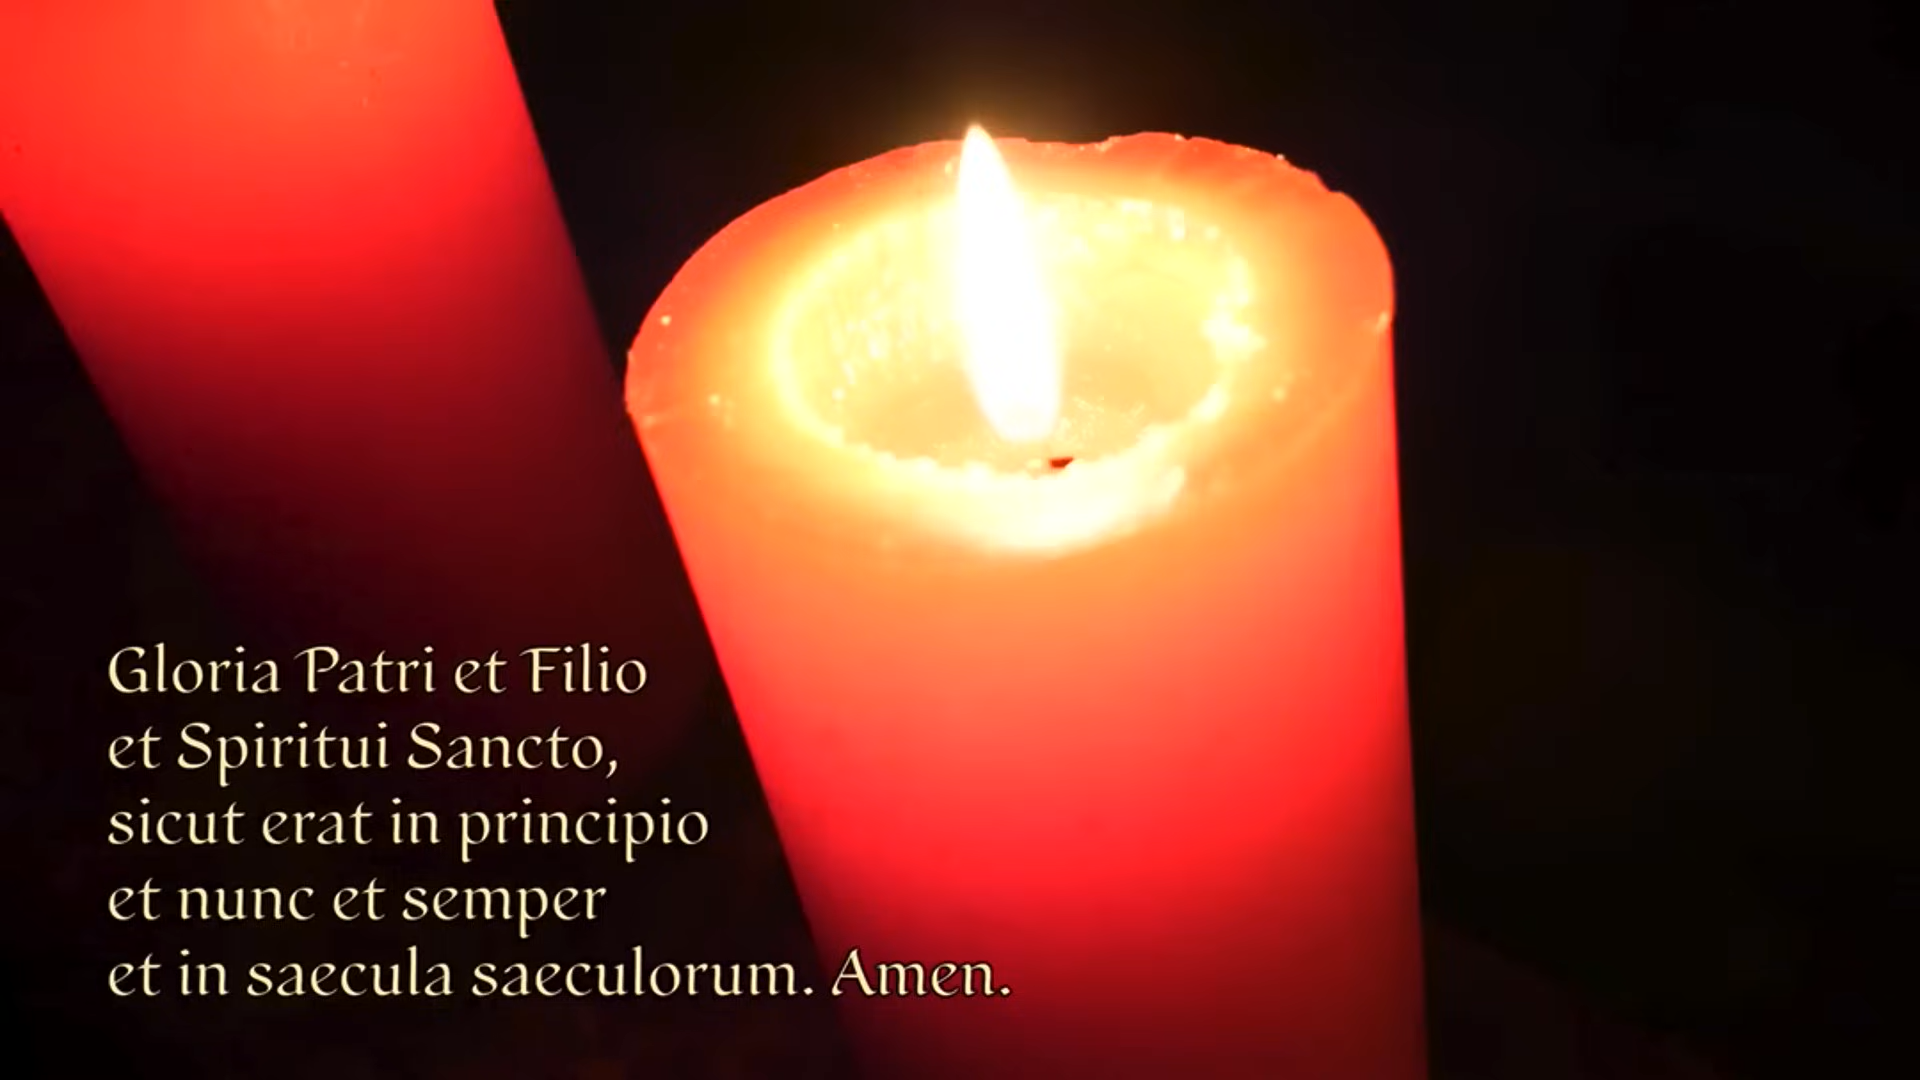 Gloria Patri et Filio
et Spiritui Sancto,
sicut erat in principio
et nunc et semper
et in saecula saeculorum. Amen.